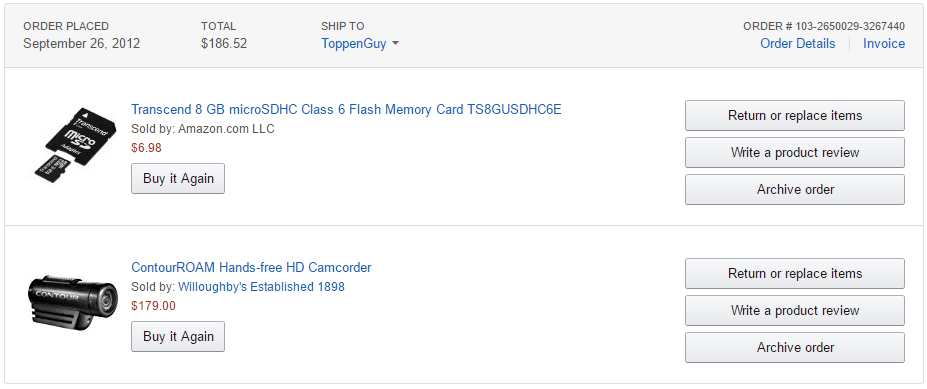 ORDER PLACED
September 26, 2012
TOTAL
$186.52
SHIP TO
ToppenGuy
ORDER # 103-2650029-3267440
Order Details
Invoice
Transcend
micro
SD
Adapter
Transcend 8 GB microSDHC Class 6 Flash Memory Card TS8GUSDHC6E
Sold by: Amazon.com LLC
$6.98
Buy it Again
Return or replace items
Write a product review
Archive order
CONTOUR
ContourROAM Hands-free HD Camcorder
Sold by: Willoughby's Established 1898
$179.00
Buy it Again
Return or replace items
Write a product review
Archive order